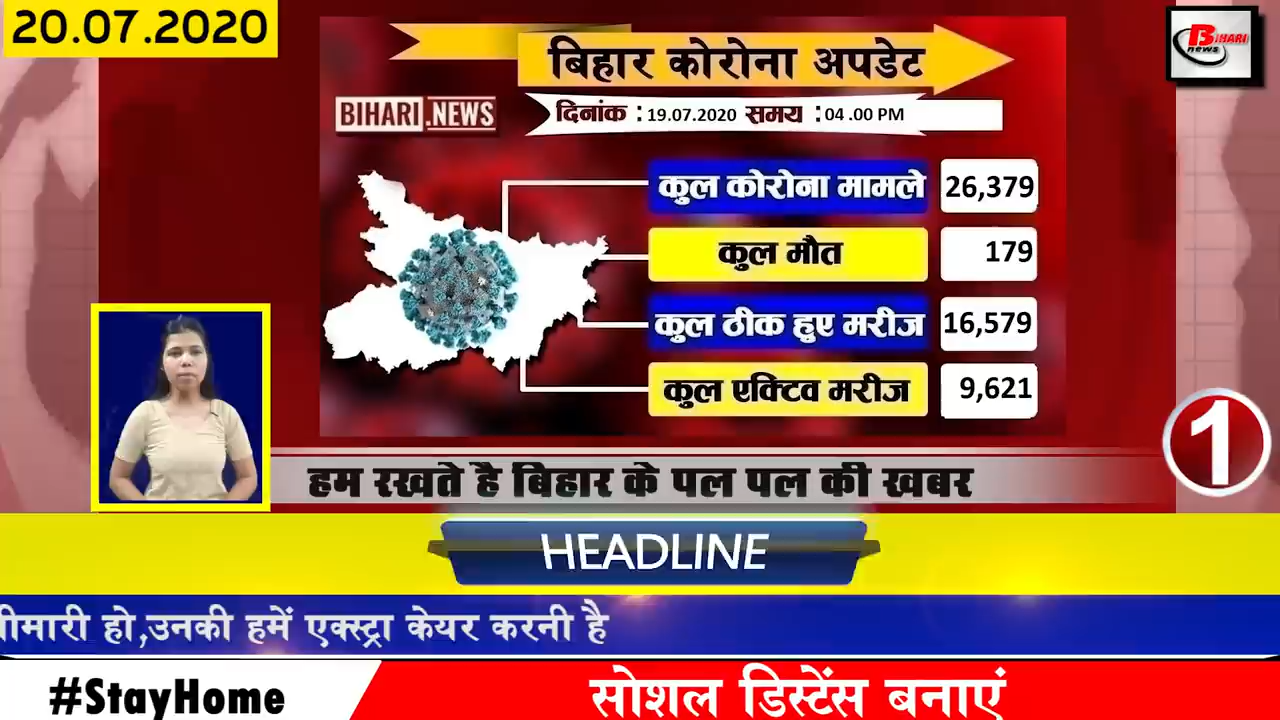 20.07.2020
BIHARI
news
बिहार कोरोना अपडेट
BIHARI.NEWS
दिनांक : 19.07.2020 समय : 04 .00 PM
कुल कोरोना मामले 26,379
कुल मौत 179
कुल ठीक हुए मरीज 16,579
कुल एक्टिव मरीज 9,621
1
हम रखते है बिहार के पल पल की खबर
HEADLINE
ीमारी हो,उनकी हमें एक्स्ट्रा केयर करनी है
#StayHome
सोशल डिस्टेंस बनाएं